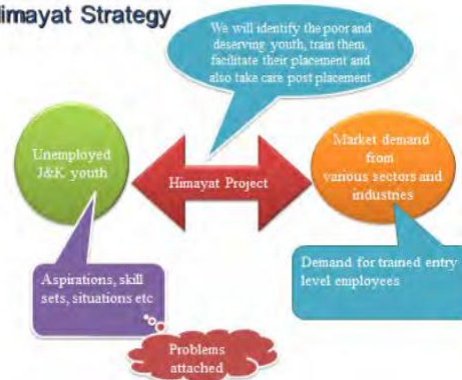 Himayat Strategy
We will identify the poor and
deserving youth, train them,
facilitate their placement and
also take care post placement
Unemployed
J&K youth
Himayat Project
Market demand
from
various sectors and
industries
Aspirations, skill
sets, situations etc
Demand for trained entry
level employees
Problems
attached